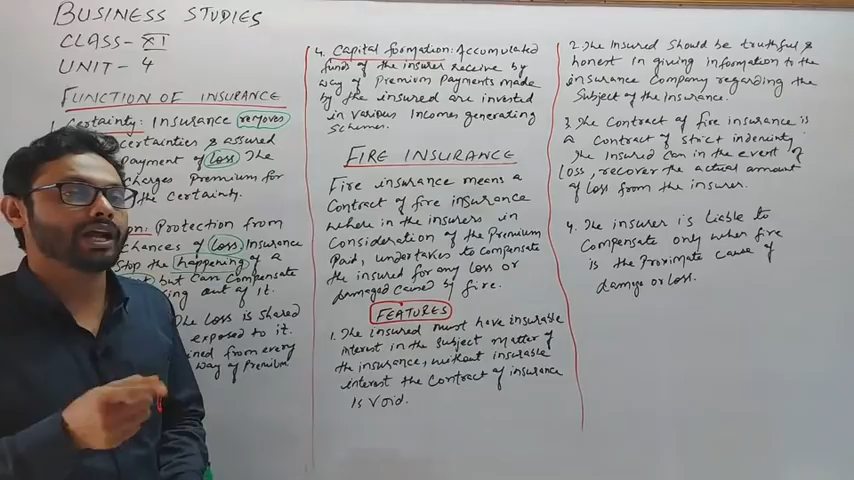 BUSINESS STUDIES
CLASS- XI
UNIT- 4
FUNCTION OF INSURANCE
1. Certainty: Insurance removes
certainties & assured
payment of loss The
charges Premium for
the Certainty.
on: Protection from
chances of loss Insurance
Stop the happening of a
but Can Compensate
ing out of it.
The Loss is Shared
exposed to it.
ined from every
way of Premium
4. Capital formation: Accumulated
funds of the insurer receive by
way of Premium Payments made
by the insured are invested
in various Incomes generating
Schemes.
FIRE INSURANCE
Fire insurance means a
Contract of fire insurance
where in the insurers in
Consideration of the Premium
Paid, undertakes to compensate
the insured for any Loss or
damaged caused by fire.
FEATURES
1. The insured must have insurable
interest in the subject matter of
the insurance, without insurable
interest the Contract of insurance
Is void.
2. The Insured Should be truthful &
honest in giving information to the
insurance Company regarding the
Subject of the Insurance.
3. The Contract of fire insurance is
a Contract of strict indeninty
The Insured Can in the event of
Loss, recover the actual amount
of Loss from the insurer.
4. The insurer is liable to
Compensate only when fire
is the Proximate Cause of
damge or Loss.